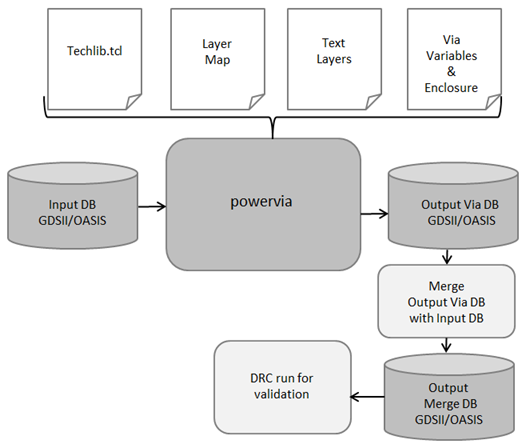 Techlib.tcl
Layer
Map
Text
Layers
Via
Variables
&
Enclosure
Input DB
GDSII/OASIS
powervia
Output Via DB
GDSII/OASIS
Merge
Output Via DB
with Input DB
DRC run for
validation
Output
Merge DB
GDSII/OASIS